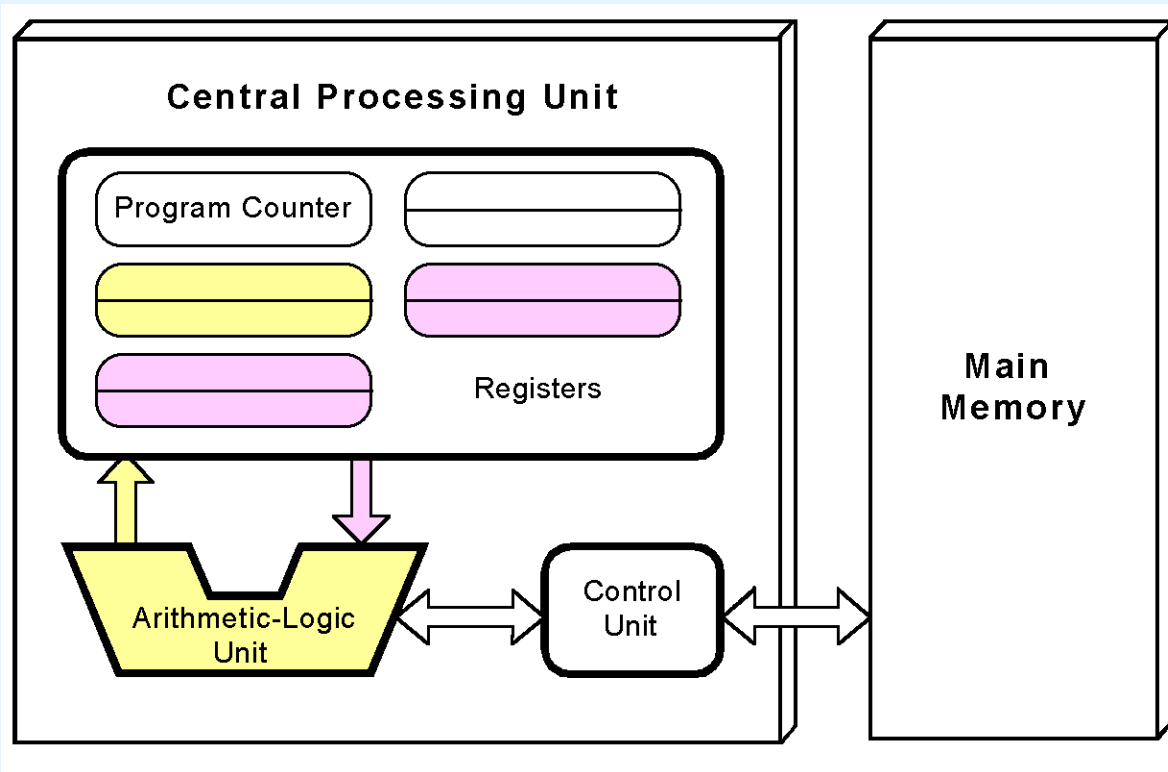 Central Processing Unit
Program Counter
Registers
Main
Memory
Arithmetic-Logic
Unit
Control
Unit